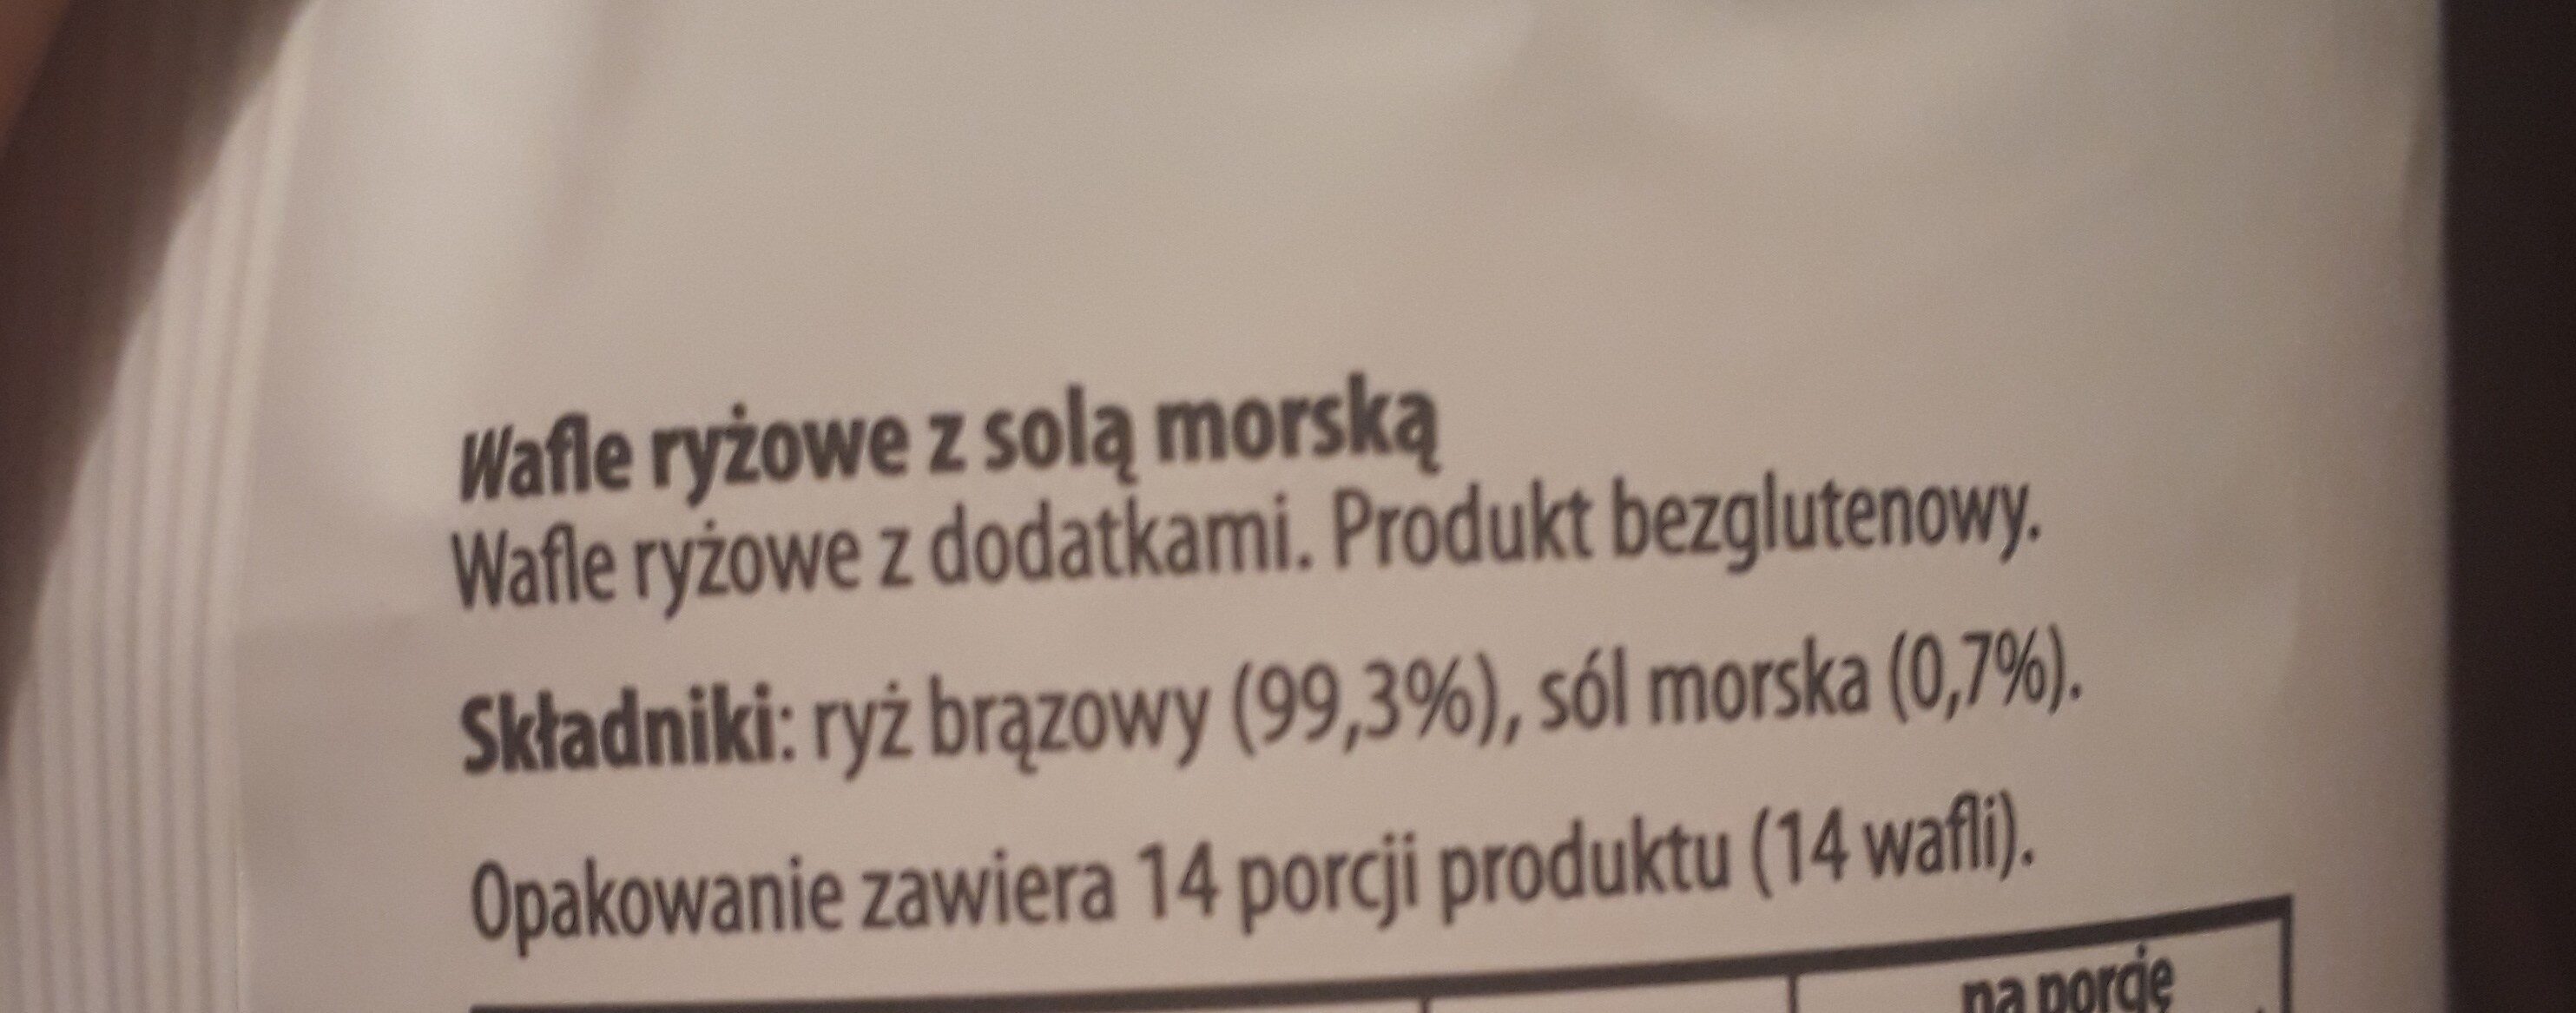 Wafle ryżowe z solą morską
Wafle ryżowe z dodatkami. Produkt bezglutenowy.
Składniki: ryż brązowy (99,3%), sól morska (0,7%).
Opakowanie zawiera 14 porcji produktu (14 wafli).
na porcję